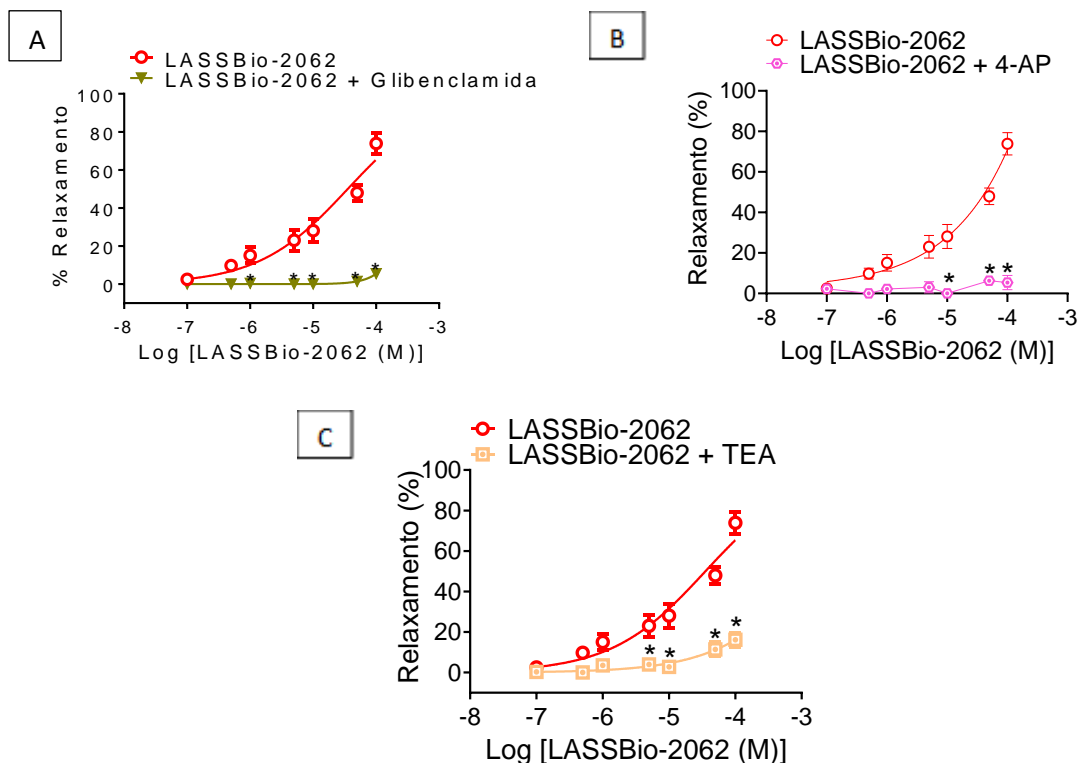 A
LASSBio-2062
LASSBio-2062 + Glibenclamida
% Relaxamento
100
80
60
40
20
0
* * * * *
-8 -7 -6 -5 -4 -3
Log [LASSBio-2062 (M)]
B
LASSBio-2062
LASSBio-2062 + 4-AP
Relaxamento (%)
100
80
60
40
20
0
* * *
-8 -7 -6 -5 -4 -3
Log [LASSBio-2062 (M)]
C
LASSBio-2062
LASSBio-2062 + TEA
Relaxamento (%)
100
80
60
40
20
0
* * * *
-8 -7 -6 -5 -4 -3
Log [LASSBio-2062 (M)]